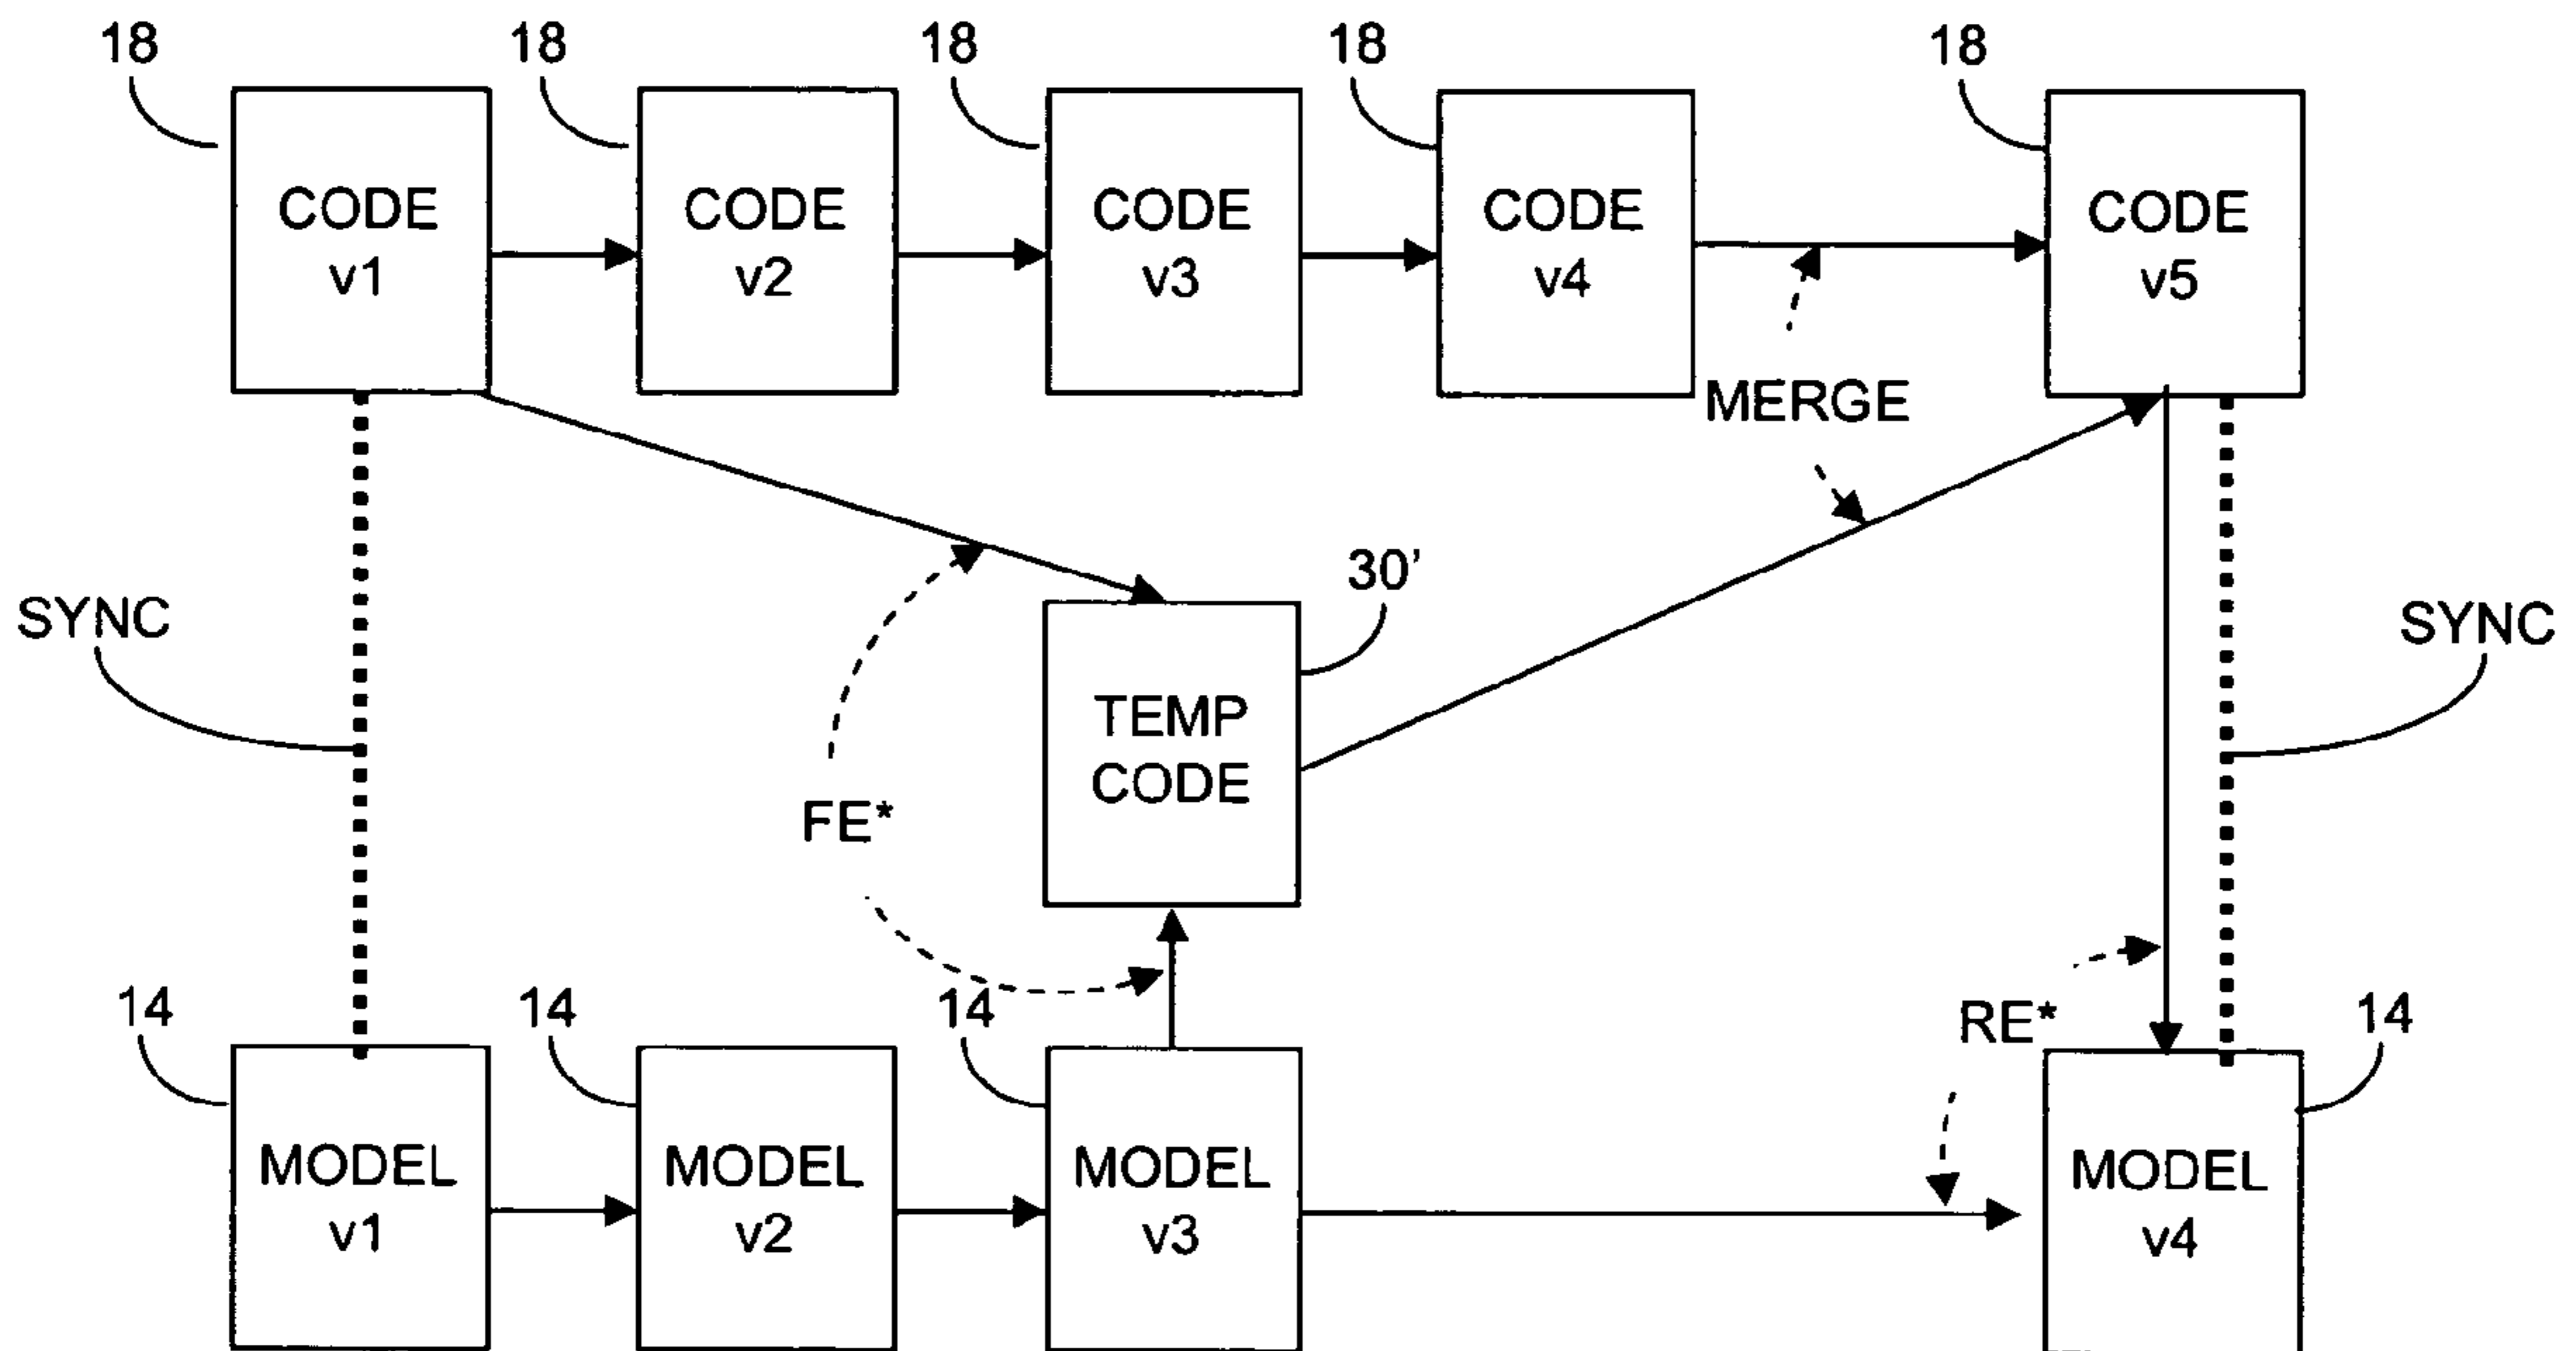 18
18
18
18
18
CODE
v1
CODE
v2
CODE
v3
CODE
v4
CODE
v5
MERGE
SYNC
30’
SYNC
TEMP
CODE
FE*
14
14
14
RE*
14
MODEL
v1
MODEL
v2
MODEL
v3
MODEL
v4